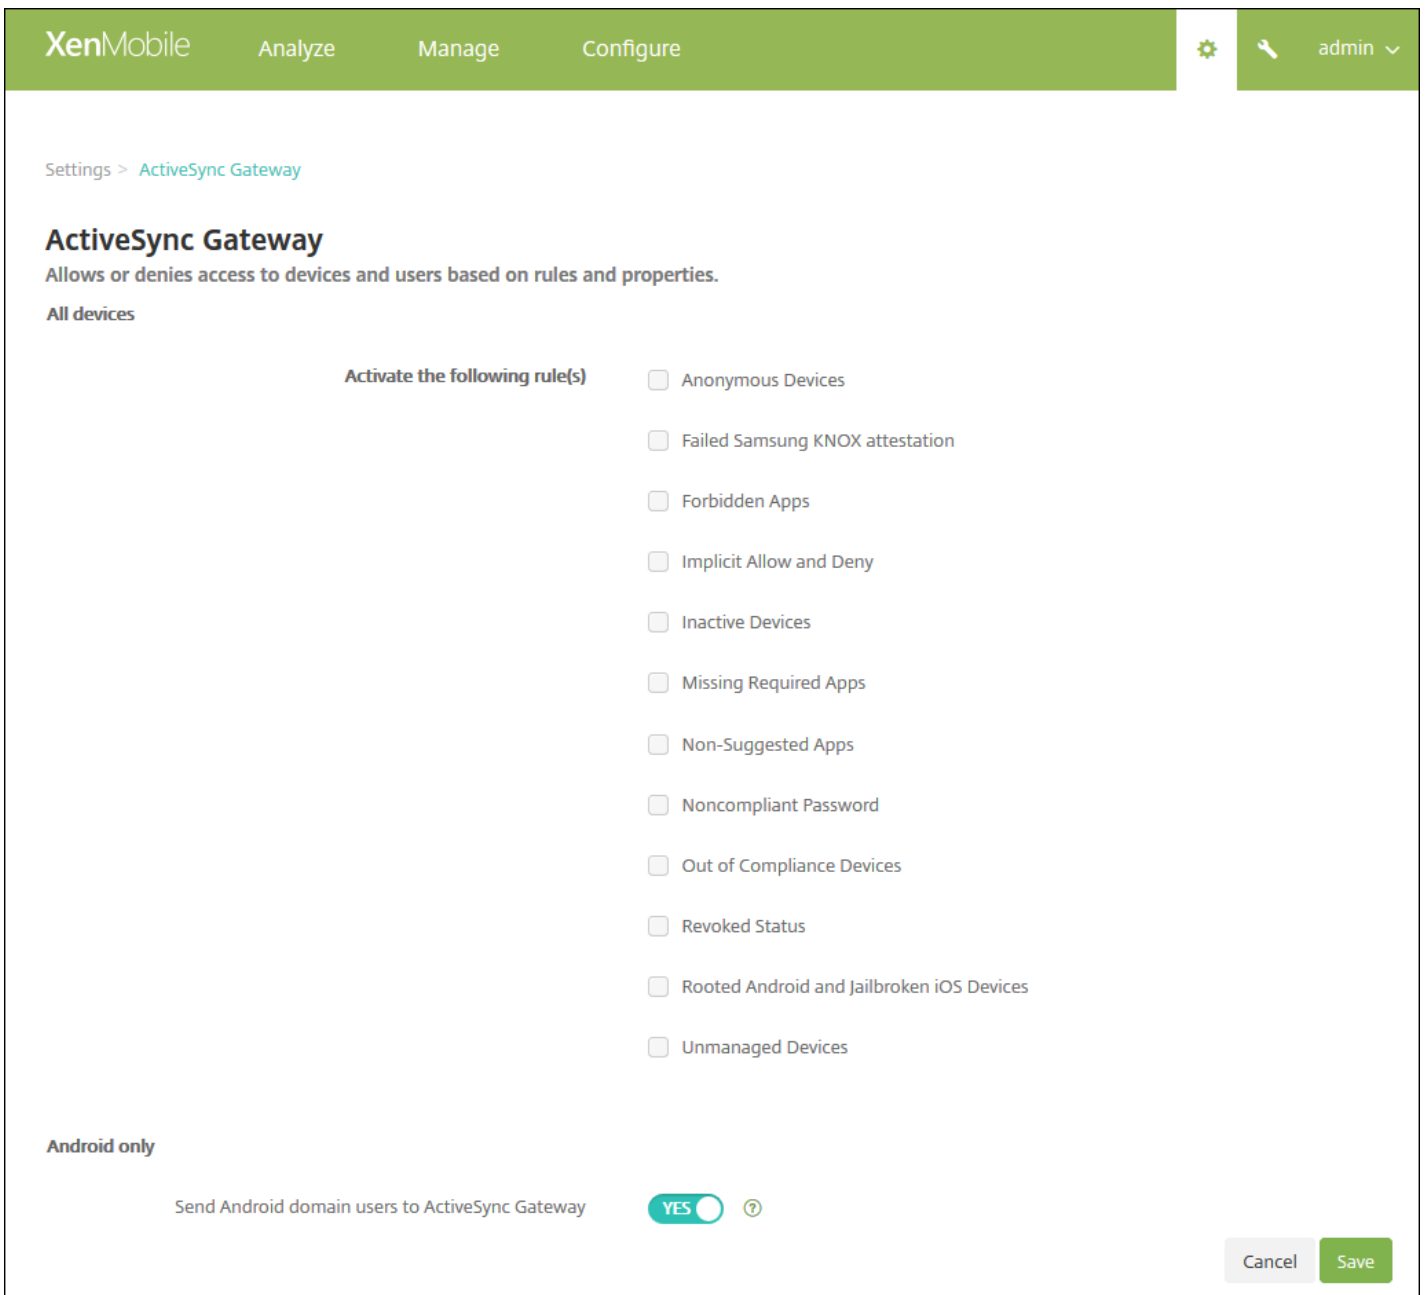 XenMobile Analyze Manage Configure admin
Settings > ActiveSync Gateway
ActiveSync Gateway
Allows or denies access to devices and users based on rules and properties.
All devices
Activate the following rule(s) Anonymous Devices
Failed Samsung KNOX attestation
Forbidden Apps
Implicit Allow and Deny
Inactive Devices
Missing Required Apps
Non-Suggested Apps
Noncompliant Password
Out of Compliance Devices
Revoked Status
Rooted Android and Jailbroken iOS Devices
Unmanaged Devices
Android only
Send Android domain users to ActiveSync Gateway YES ?
Cancel Save